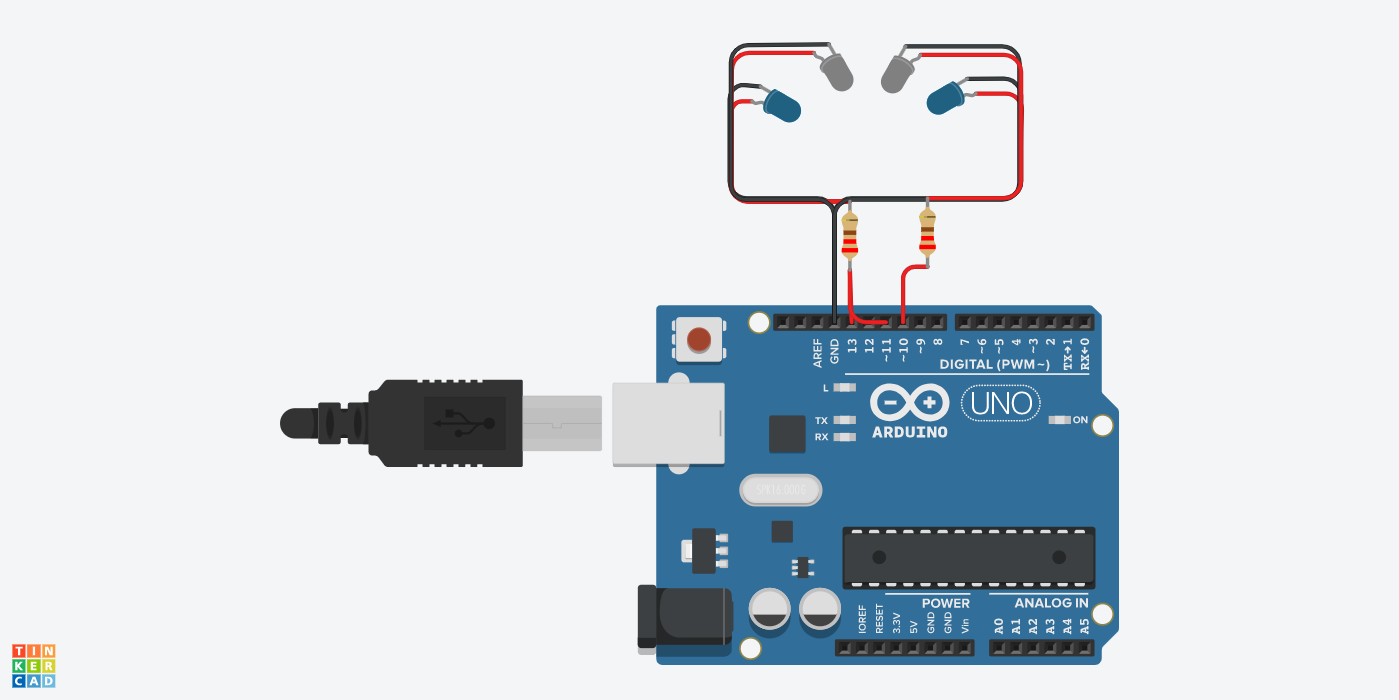 AREF
GND
13
12
~11
~10
~9
8
7
~6
~5
4
~3
2
TX→1
RX←0
DIGITAL (PWM~)
L
TX
RX
ARDUINO
UNO
ON
IOREF
RESET
3.3V
5V
GND
GND
Vin
POWER
ANALOG IN
A0
A1
A2
A3
A4
A5
TIN
KER
CAD